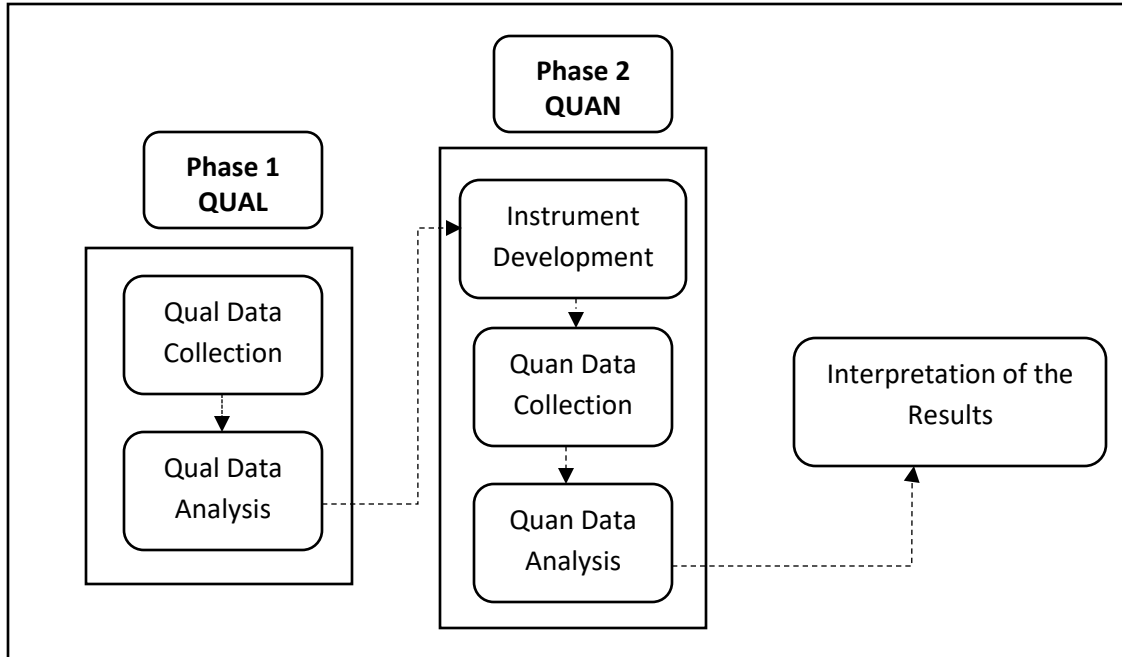 Phase 1
QUAL
Qual Data
Collection
Qual Data
Analysis
Phase 2
QUAN
Instrument
Development
Quan Data
Collection
Quan Data
Analysis
Interpretation of the
Results